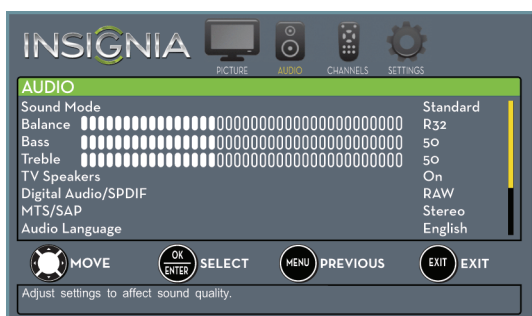 INSIGNIA
PICTURE AUDIO CHANNELS SETTINGS
AUDIO
Sound Mode Standard
Balance R32
Bass 50
Treble 50
TV Speakers On
Digital Audio/SPDIF RAW
MTS/SAP Stereo
Audio Language English
MOVE OK ENTER SELECT MENU PREVIOUS EXIT EXIT
Adjust settings to affect sound quality.